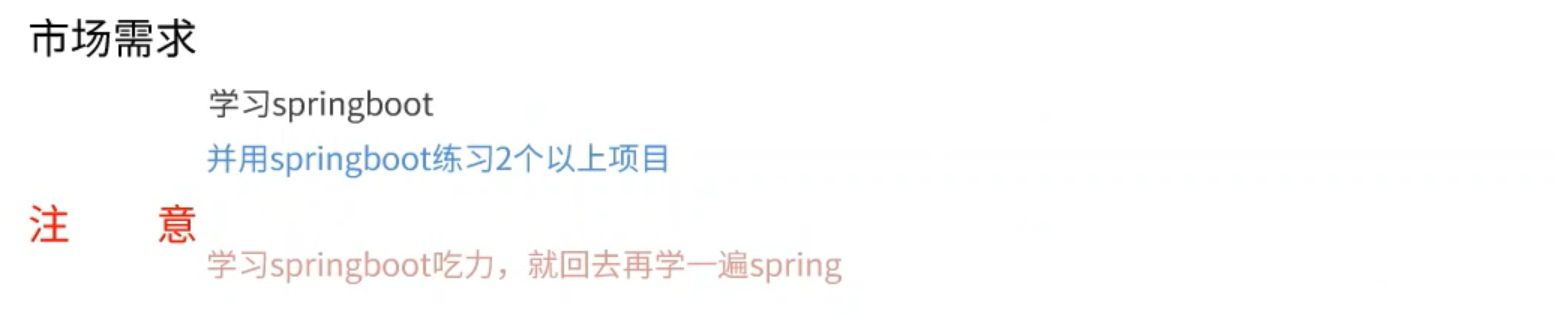 市场需求
学习springboot
并用springboot练习2个以上项目
注 意
学习springboot吃力，就回去再学一遍spring